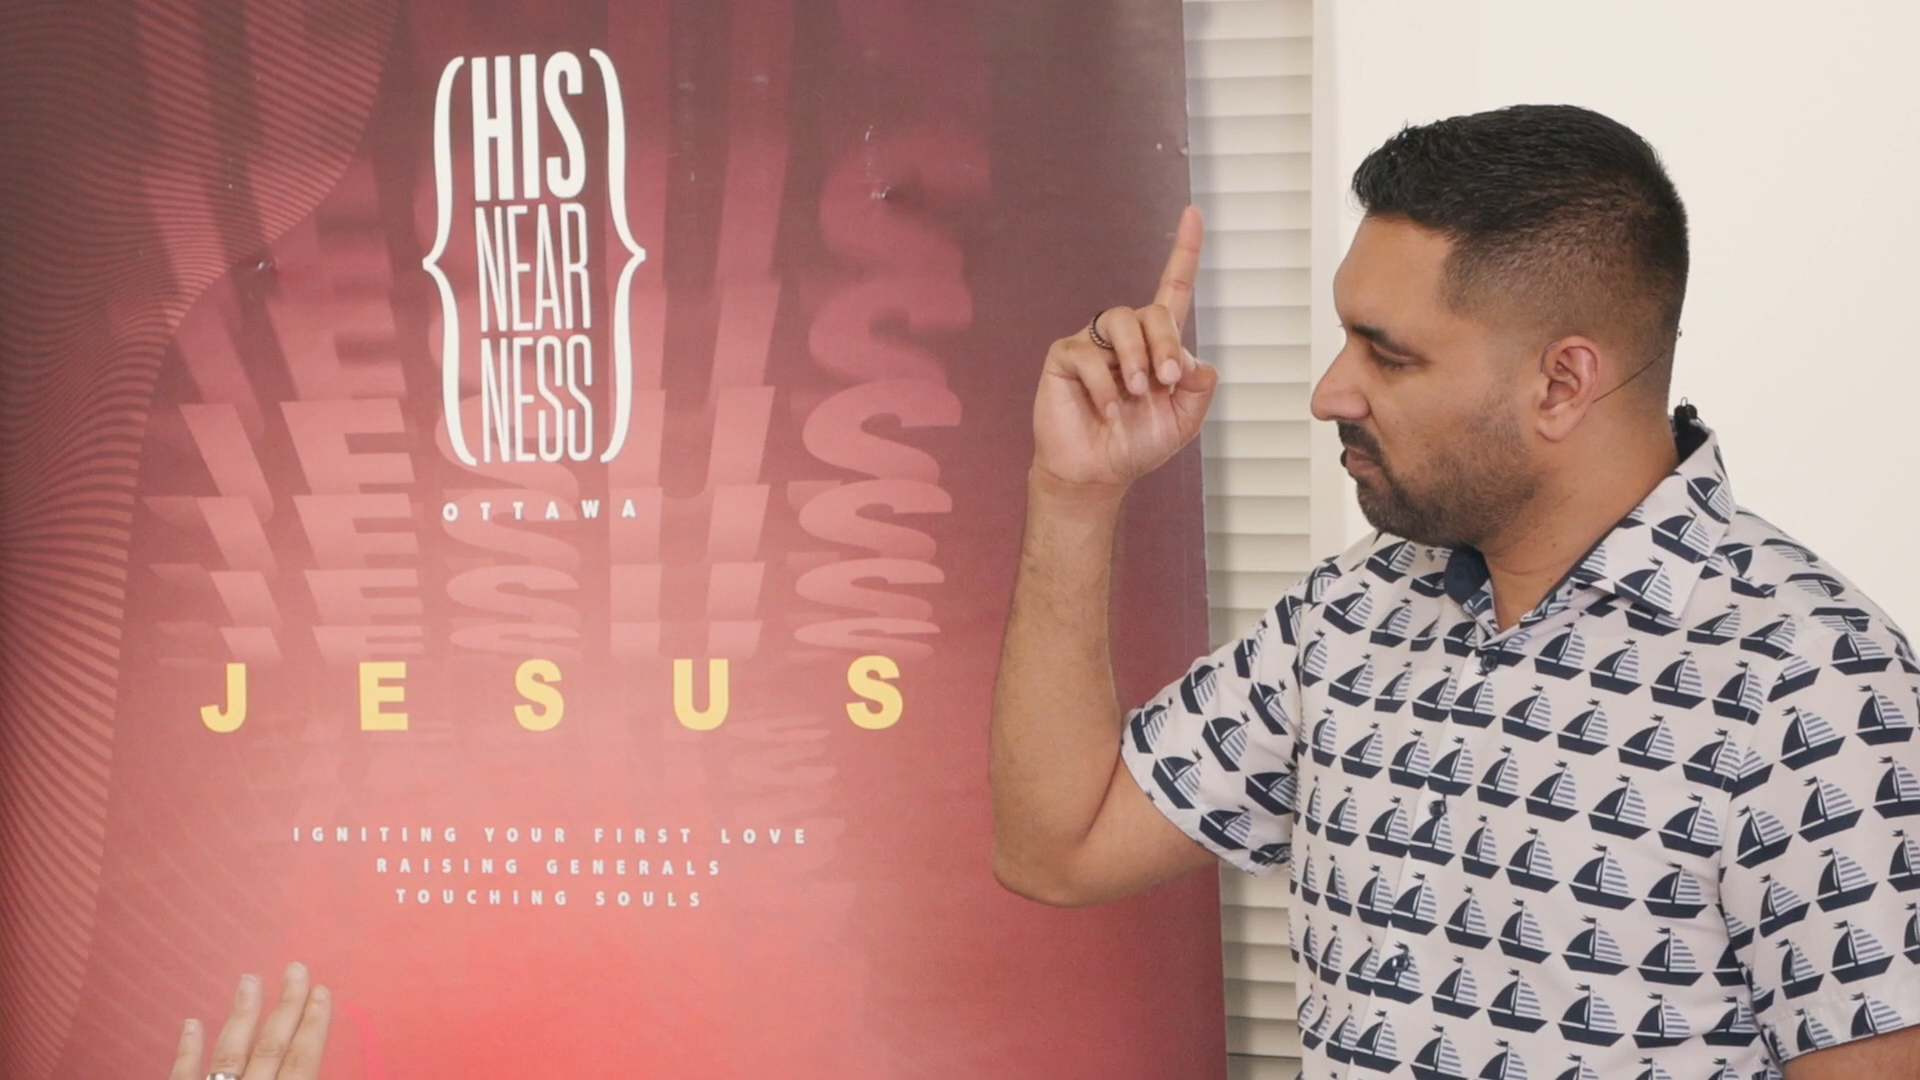 {HIS
NEAR
NESS}
OTTAWA
JESUS
IGNITING YOUR FIRST LOVE
RAISING GENERALS
TOUCHING SOULS